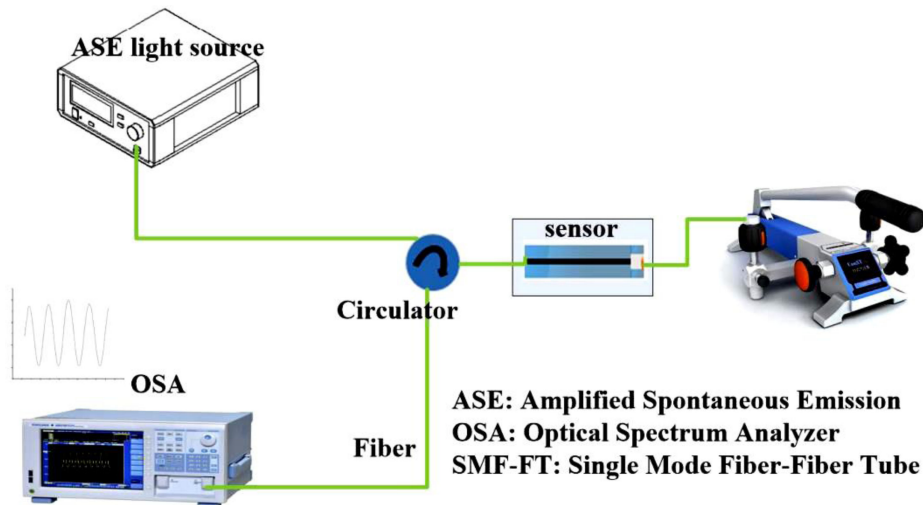 ASE light source
sensor
Circulator
OSA
Fiber
ASE: Amplified Spontaneous Emission
OSA: Optical Spectrum Analyzer
SMF-FT: Single Mode Fiber-Fiber Tube